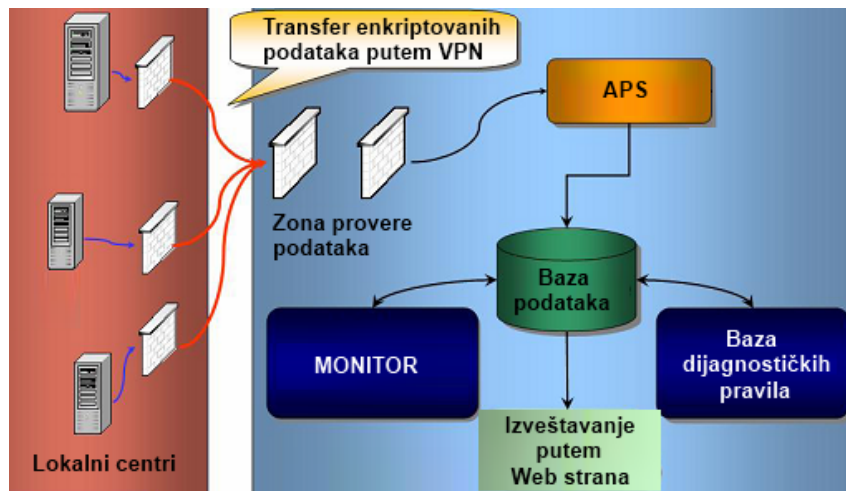 Transfer enkriptovanih
podataka putem VPN
APS
Zona provere
podataka
Baza
podataka
MONITOR
Baza
dijagnostičkih
pravila
Izveštavanje
putem
Web strana
Lokalni centri